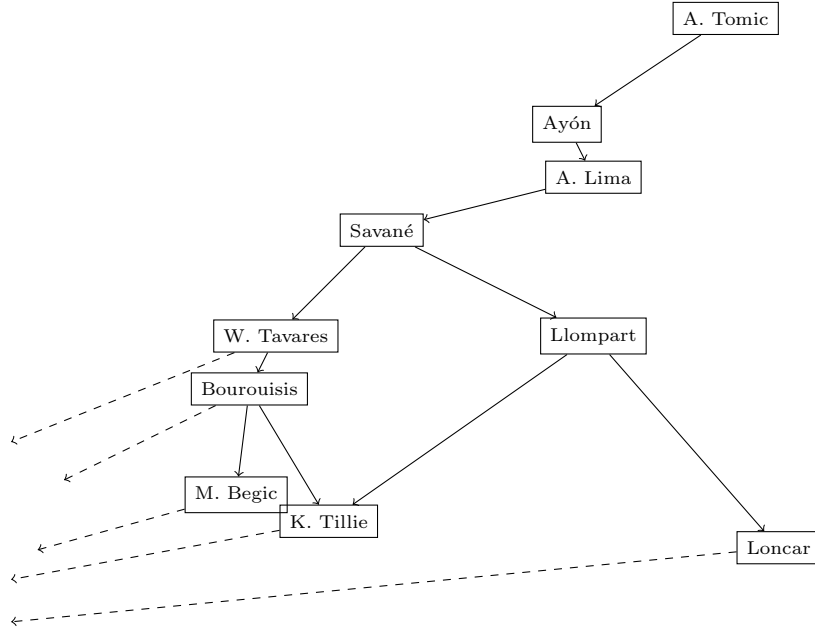 A. Tomic
Ayón
A. Lima
Savané
W. Tavares
Llompart
Bourouisis
M. Begic
K. Tillie
Loncar